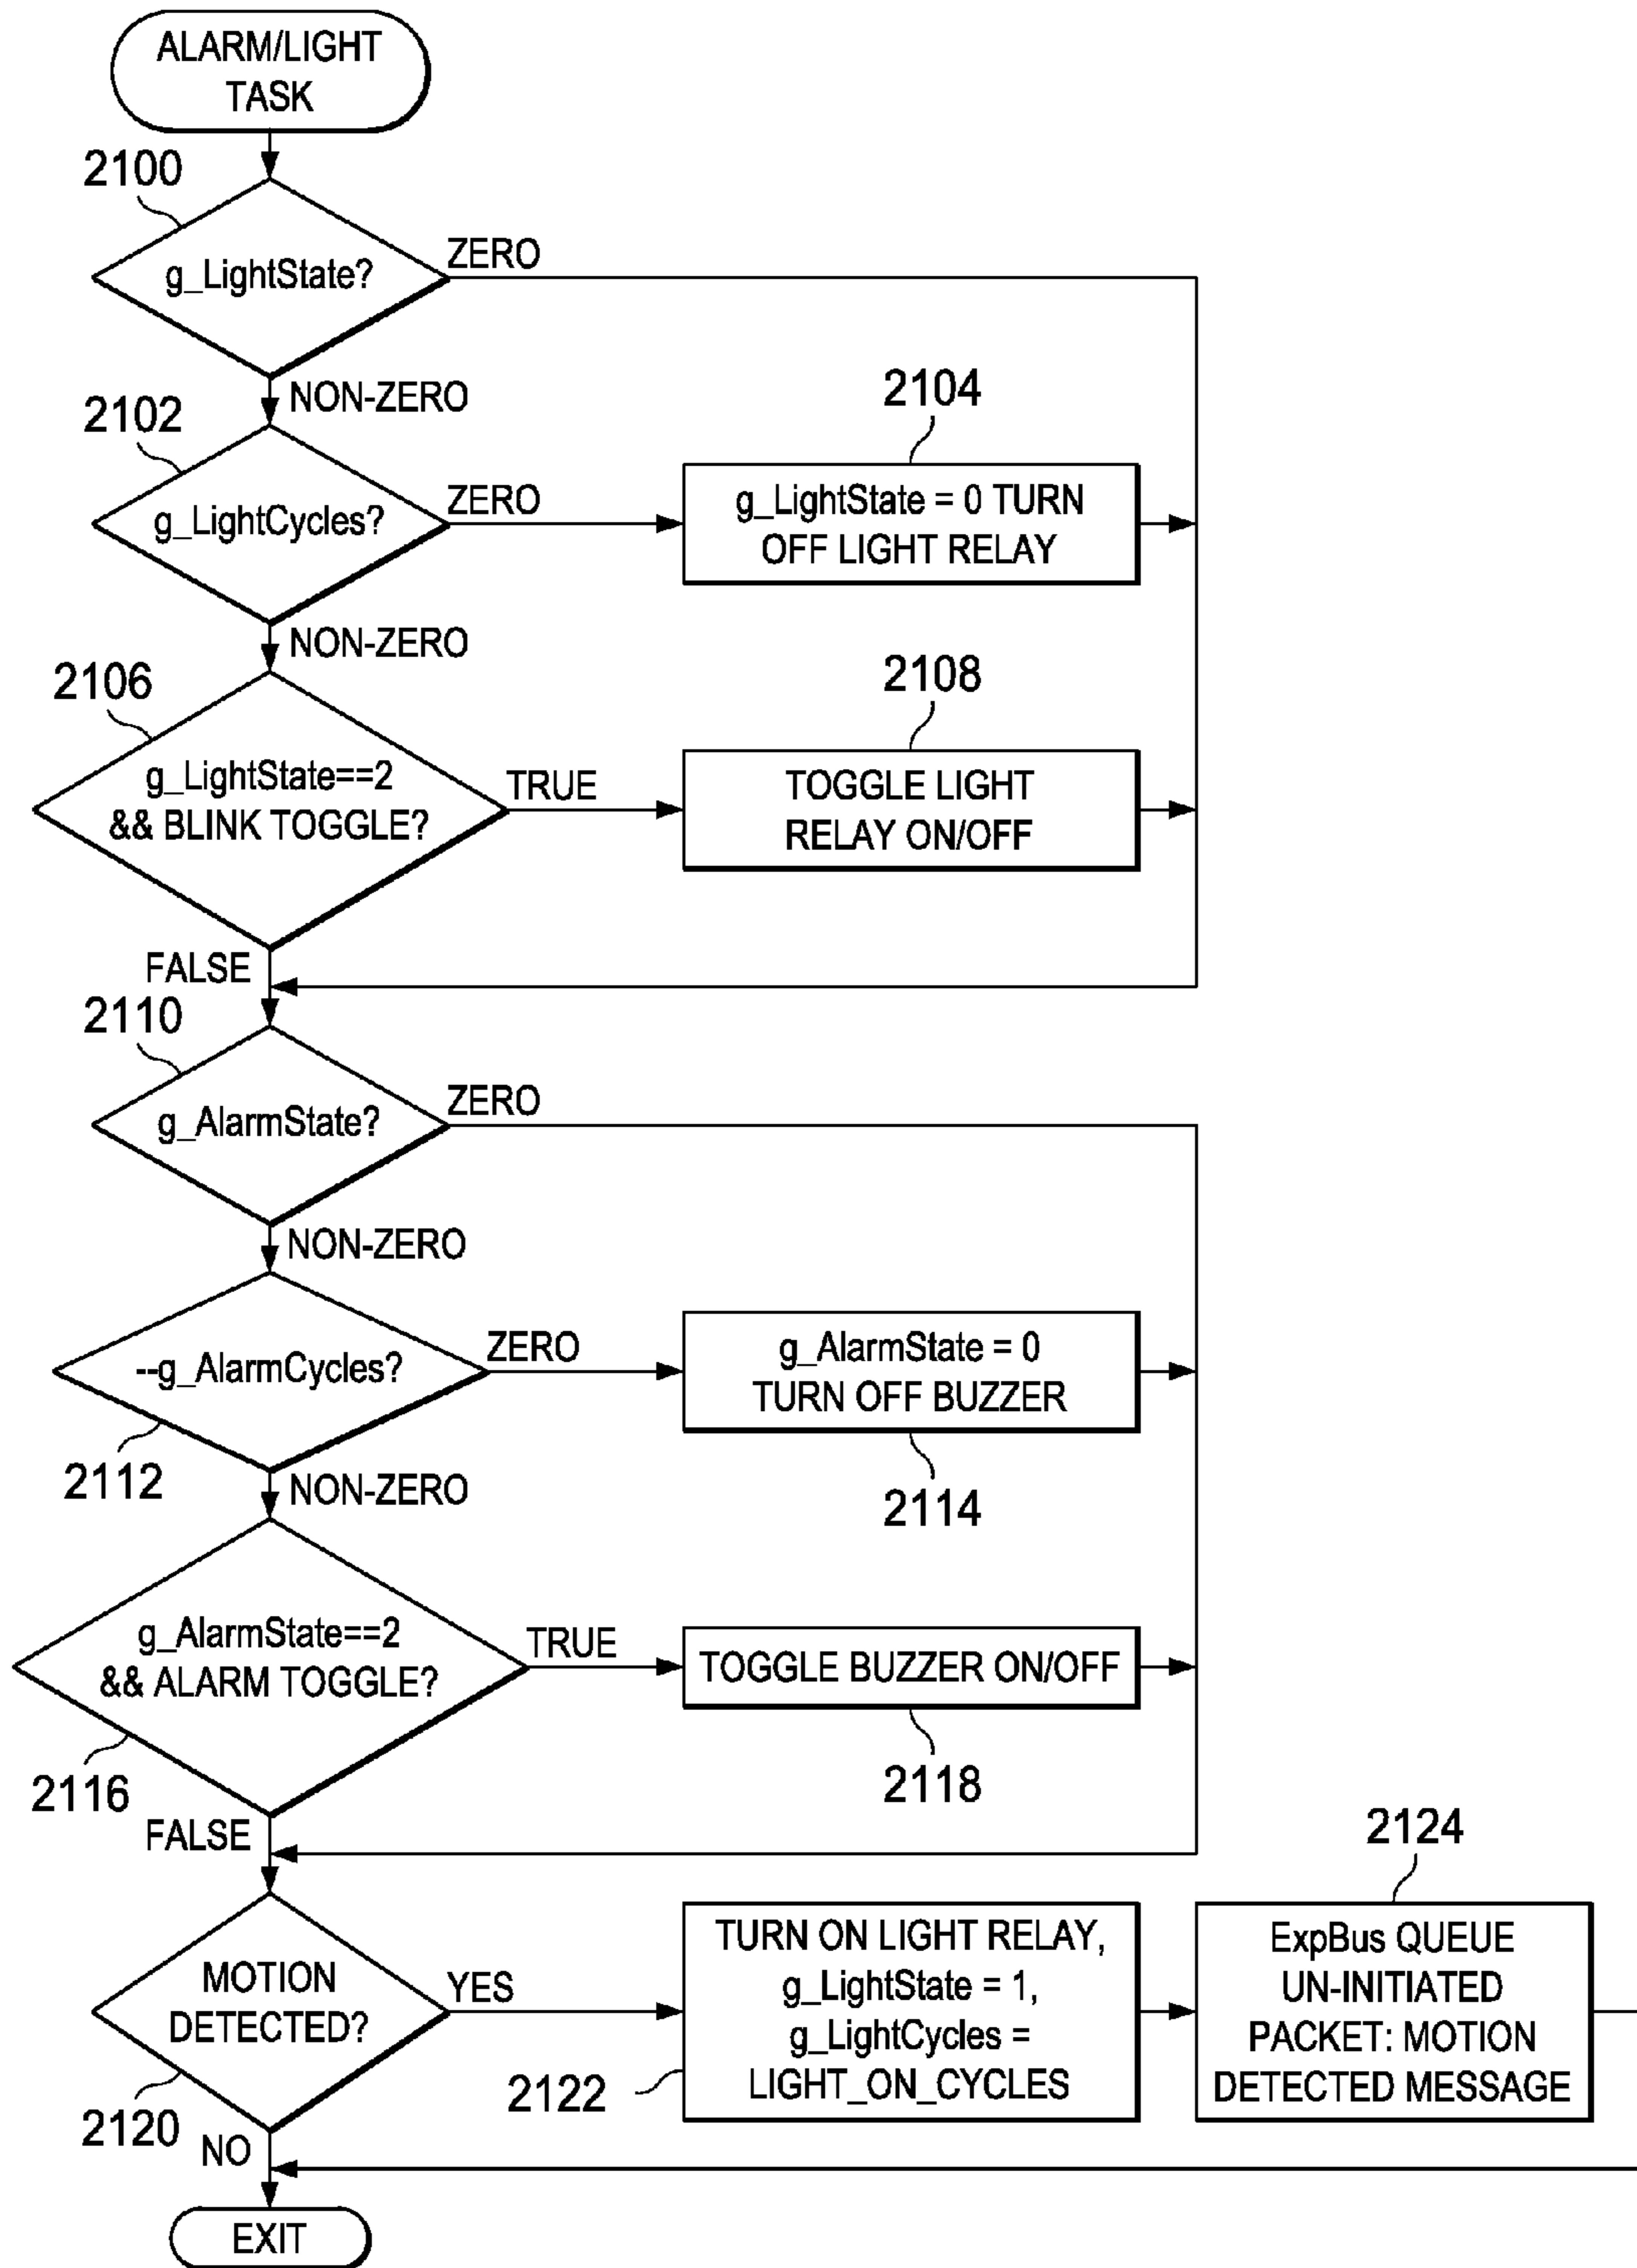 ALARM/LIGHT
TASK
2100
g_LightState?
ZERO
NON-ZERO
2102
g_LightCycles?
ZERO
2104
g_LightState = 0 TURN
OFF LIGHT RELAY
NON-ZERO
2106
g_LightState==2
&& BLINK TOGGLE?
TRUE
2108
TOGGLE LIGHT
RELAY ON/OFF
FALSE
2110
g_AlarmState?
ZERO
NON-ZERO
--g_AlarmCycles?
2112
ZERO
g_AlarmState = 0
TURN OFF BUZZER
2114
NON-ZERO
g_AlarmState==2
&& ALARM TOGGLE?
2116
TRUE
TOGGLE BUZZER ON/OFF
2118
FALSE
MOTION
DETECTED?
2120
YES
TURN ON LIGHT RELAY,
g_LightState = 1,
g_LightCycles =
LIGHT_ON_CYCLES
2122
2124
ExpBus QUEUE
UN-INITIATED
PACKET: MOTION
DETECTED MESSAGE
NO
EXIT